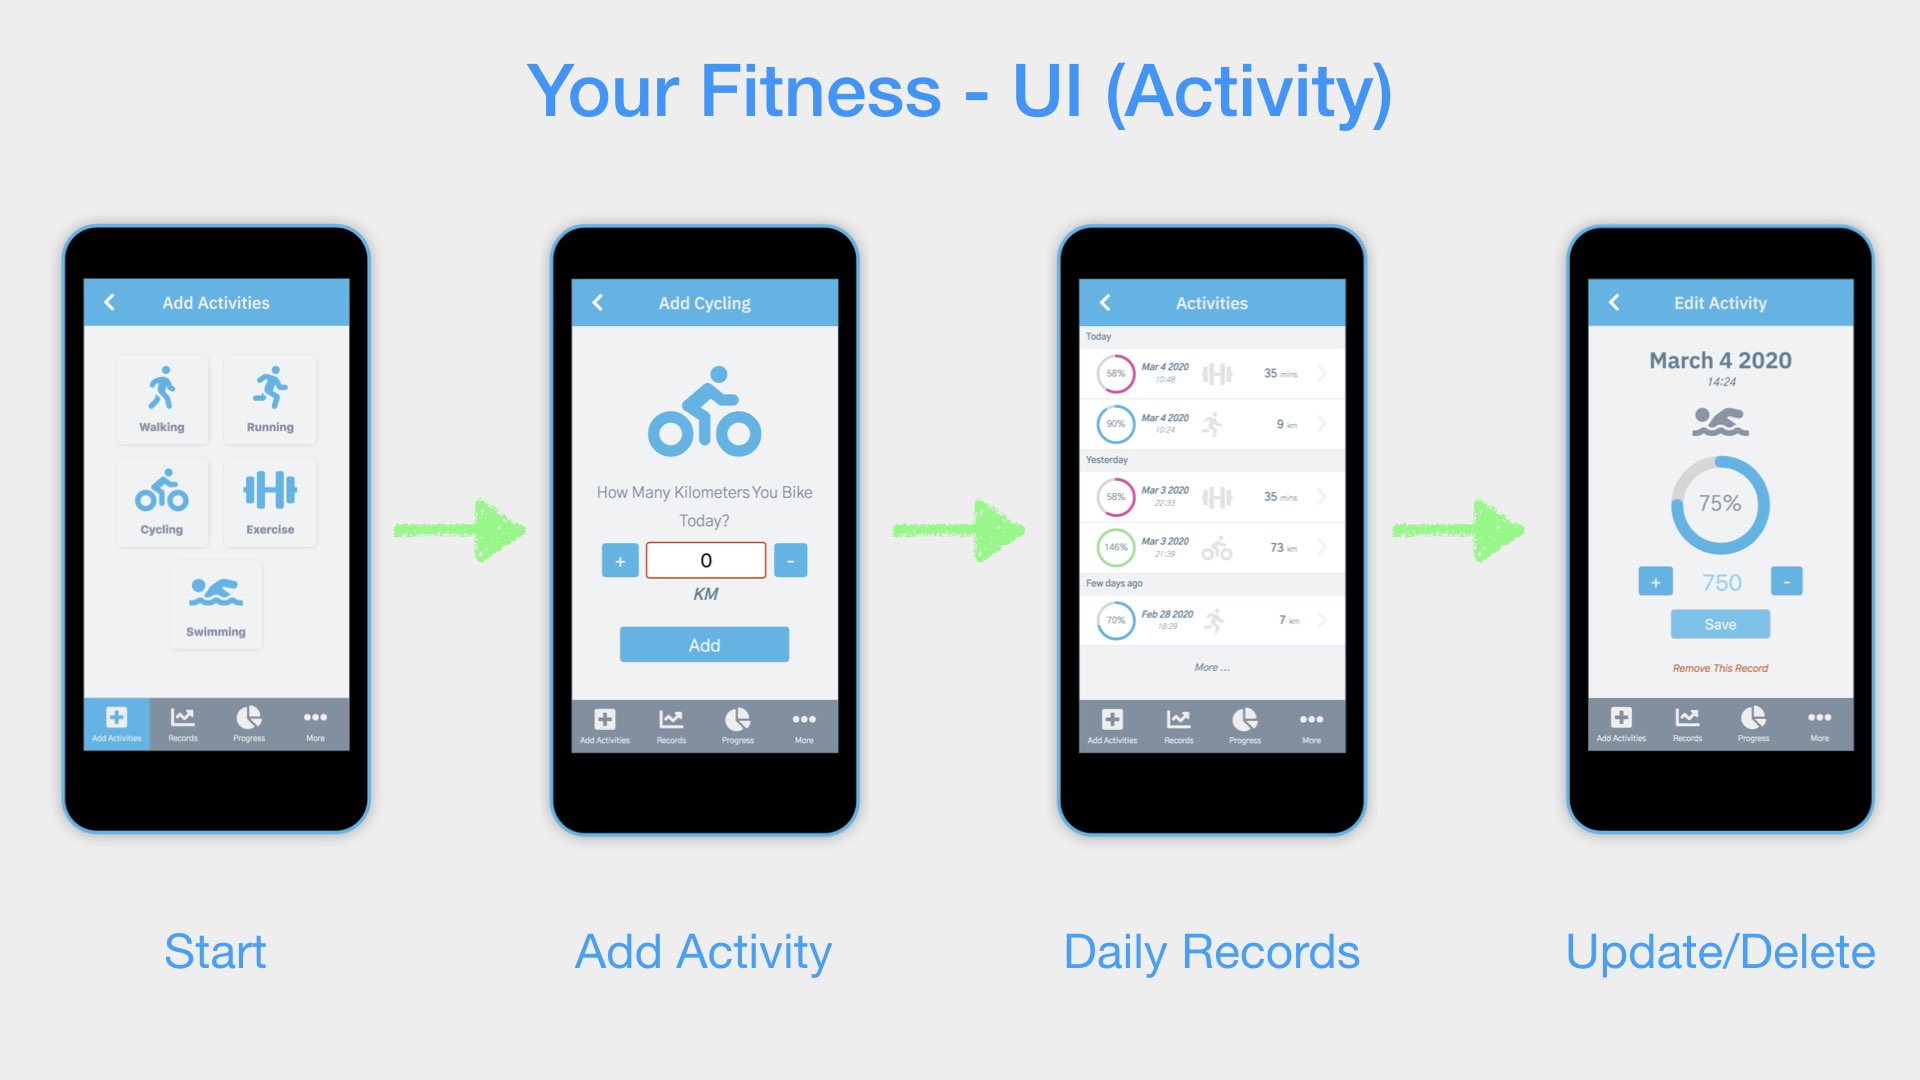 Your Fitness - UI (Activity)
Add Activities
Walking
Running
Cycling
Exercise
Swimming
Add Activities
Records
Progress
More
Start
Add Cycling
How Many Kilometers You Bike
Today?
+
0
-
KM
Add
Add Activities
Records
Progress
More
Add Activity
Activities
Today
58%
Mar 4 2020
10:48
35 mins
90%
Mar 4 2020
10:24
9 km
Yesterday
58%
Mar 3 2020
22:33
35 mins
146%
Mar 3 2020
21:39
73 km
Few days ago
70%
Feb 28 2020
18:29
7 km
More ...
Add Activities
Records
Progress
More
Daily Records
Edit Activity
March 4 2020
14:24
75%
+
750
-
Save
Remove This Record
Add Activities
Records
Progress
More
Update/Delete